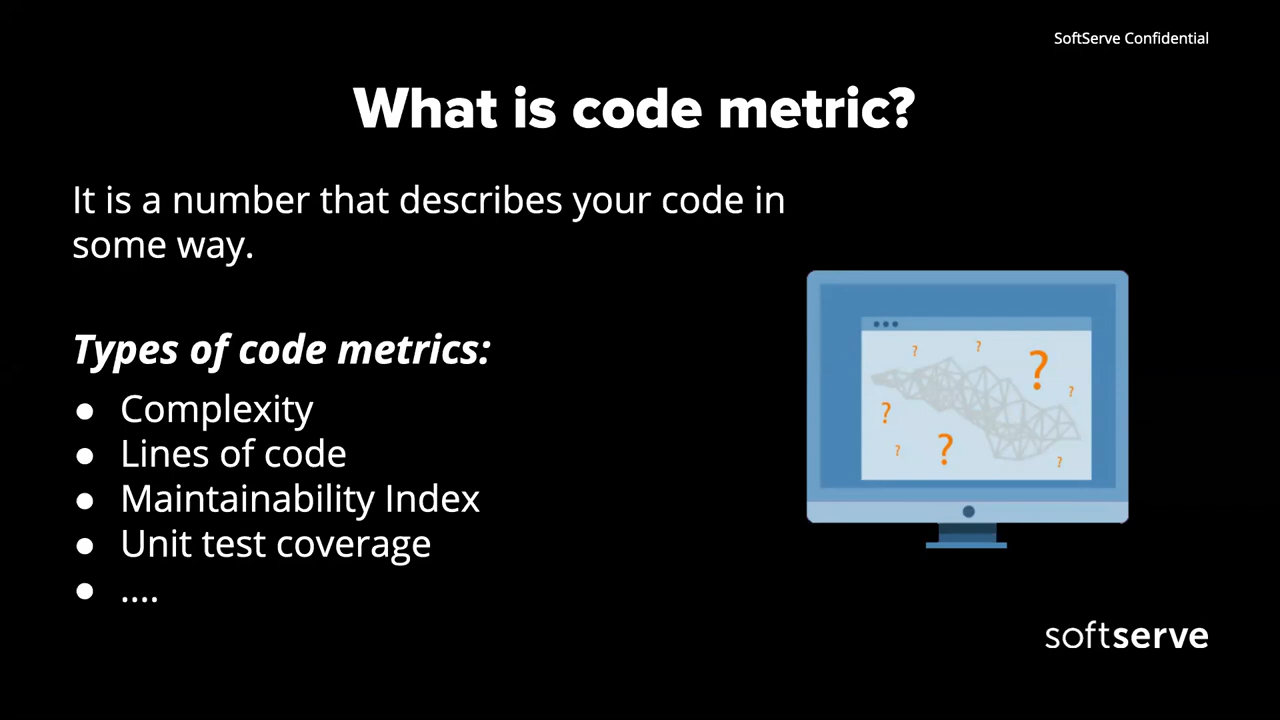 SoftServe Confidential
What is code metric?
It is a number that describes your code in
some way.
Types of code metrics:
● Complexity
● Lines of code
● Maintainability Index
● Unit test coverage
● ....
? ? ? ? ? ? ? ?
softserve